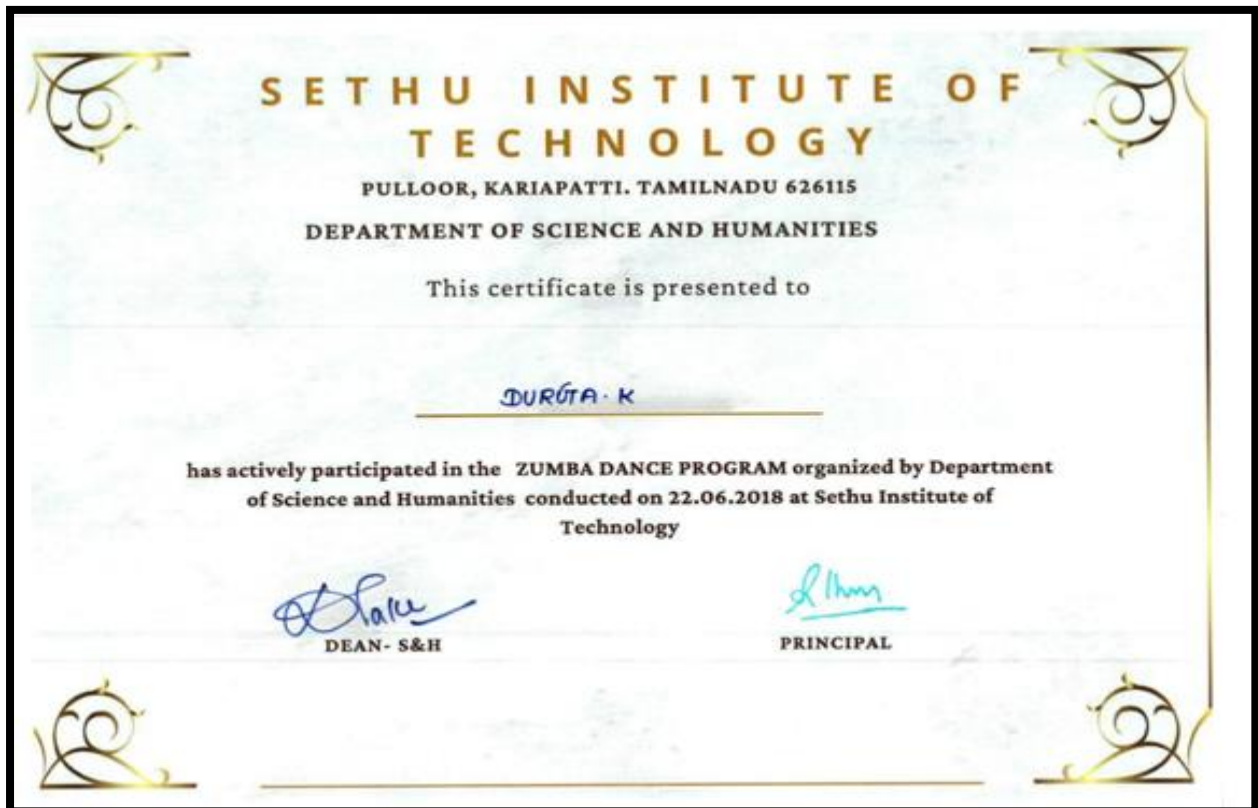 SETHU INSTITUTE OF
TECHNOLOGY
PULLOOR, KARIAPATTI. TAMILNADU 626115
DEPARTMENT OF SCIENCE AND HUMANITIES
This certificate is presented to
DURGA. K
has actively participated in the ZUMBA DANCE PROGRAM organized by Department
of Science and Humanities conducted on 22.06.2018 at Sethu Institute of
Technology
DEAN- S&H
PRINCIPAL